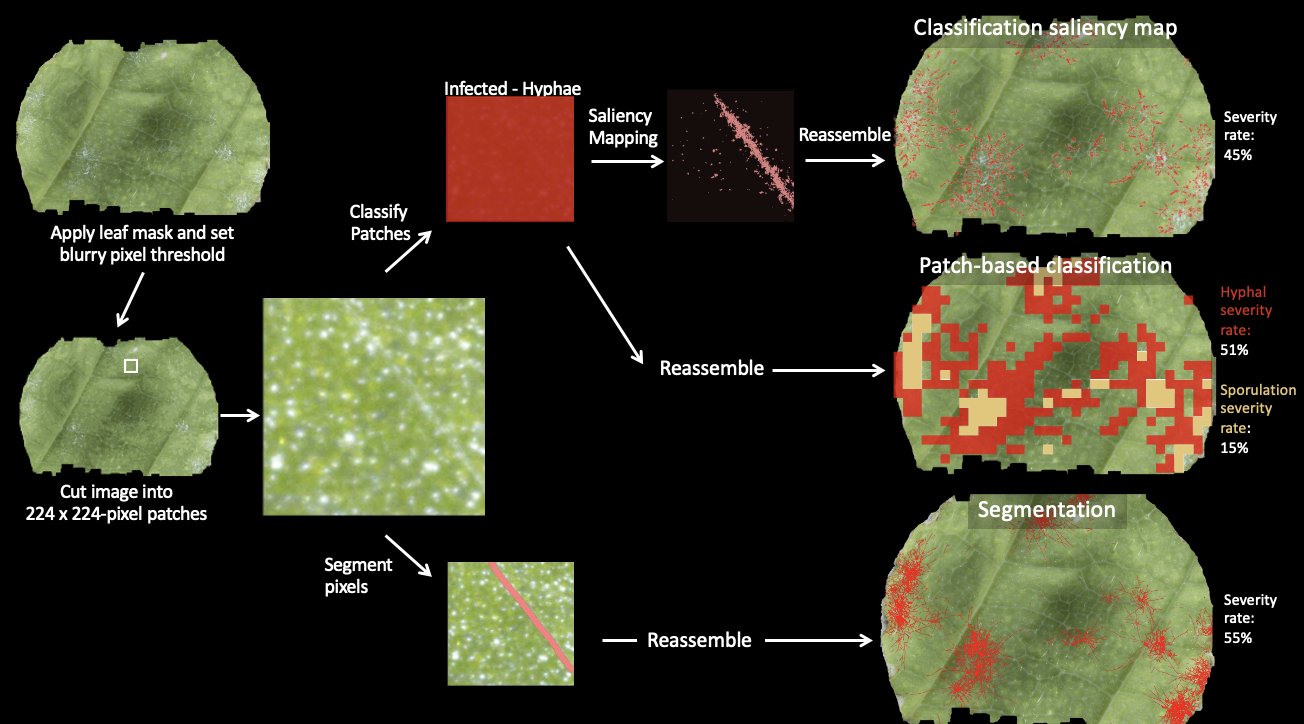 Apply leaf mask and set
blurry pixel threshold
Cut image into
224 x 224-pixel patches
Classify
Patches
Infected - Hyphae
Saliency
Mapping
Reassemble
Classification saliency map
Severity
rate:
45%
Reassemble
Patch-based classification
Hyphal
severity
rate:
51%
Sporulation
severity
rate:
15%
Segment
pixels
Reassemble
Segmentation
Severity
rate:
55%